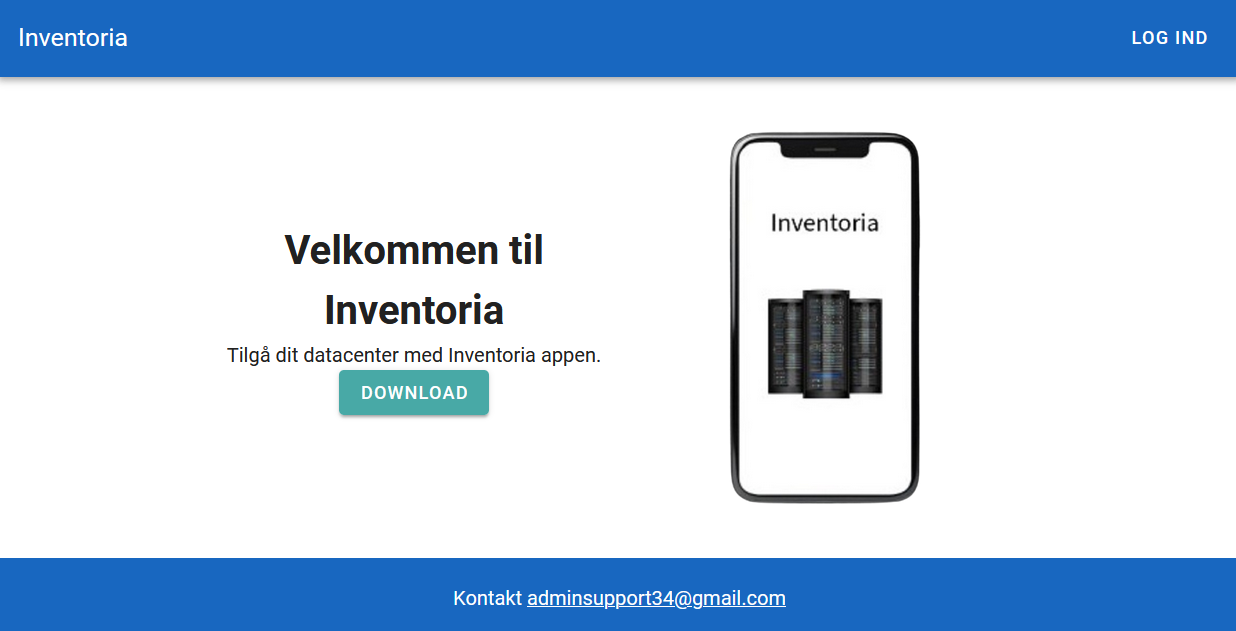 Inventoria
LOG IND
Velkommen til
Inventoria
Tilgå dit datacenter med Inventoria appen.
DOWNLOAD
Inventoria
Kontakt adminsupport34@gmail.com